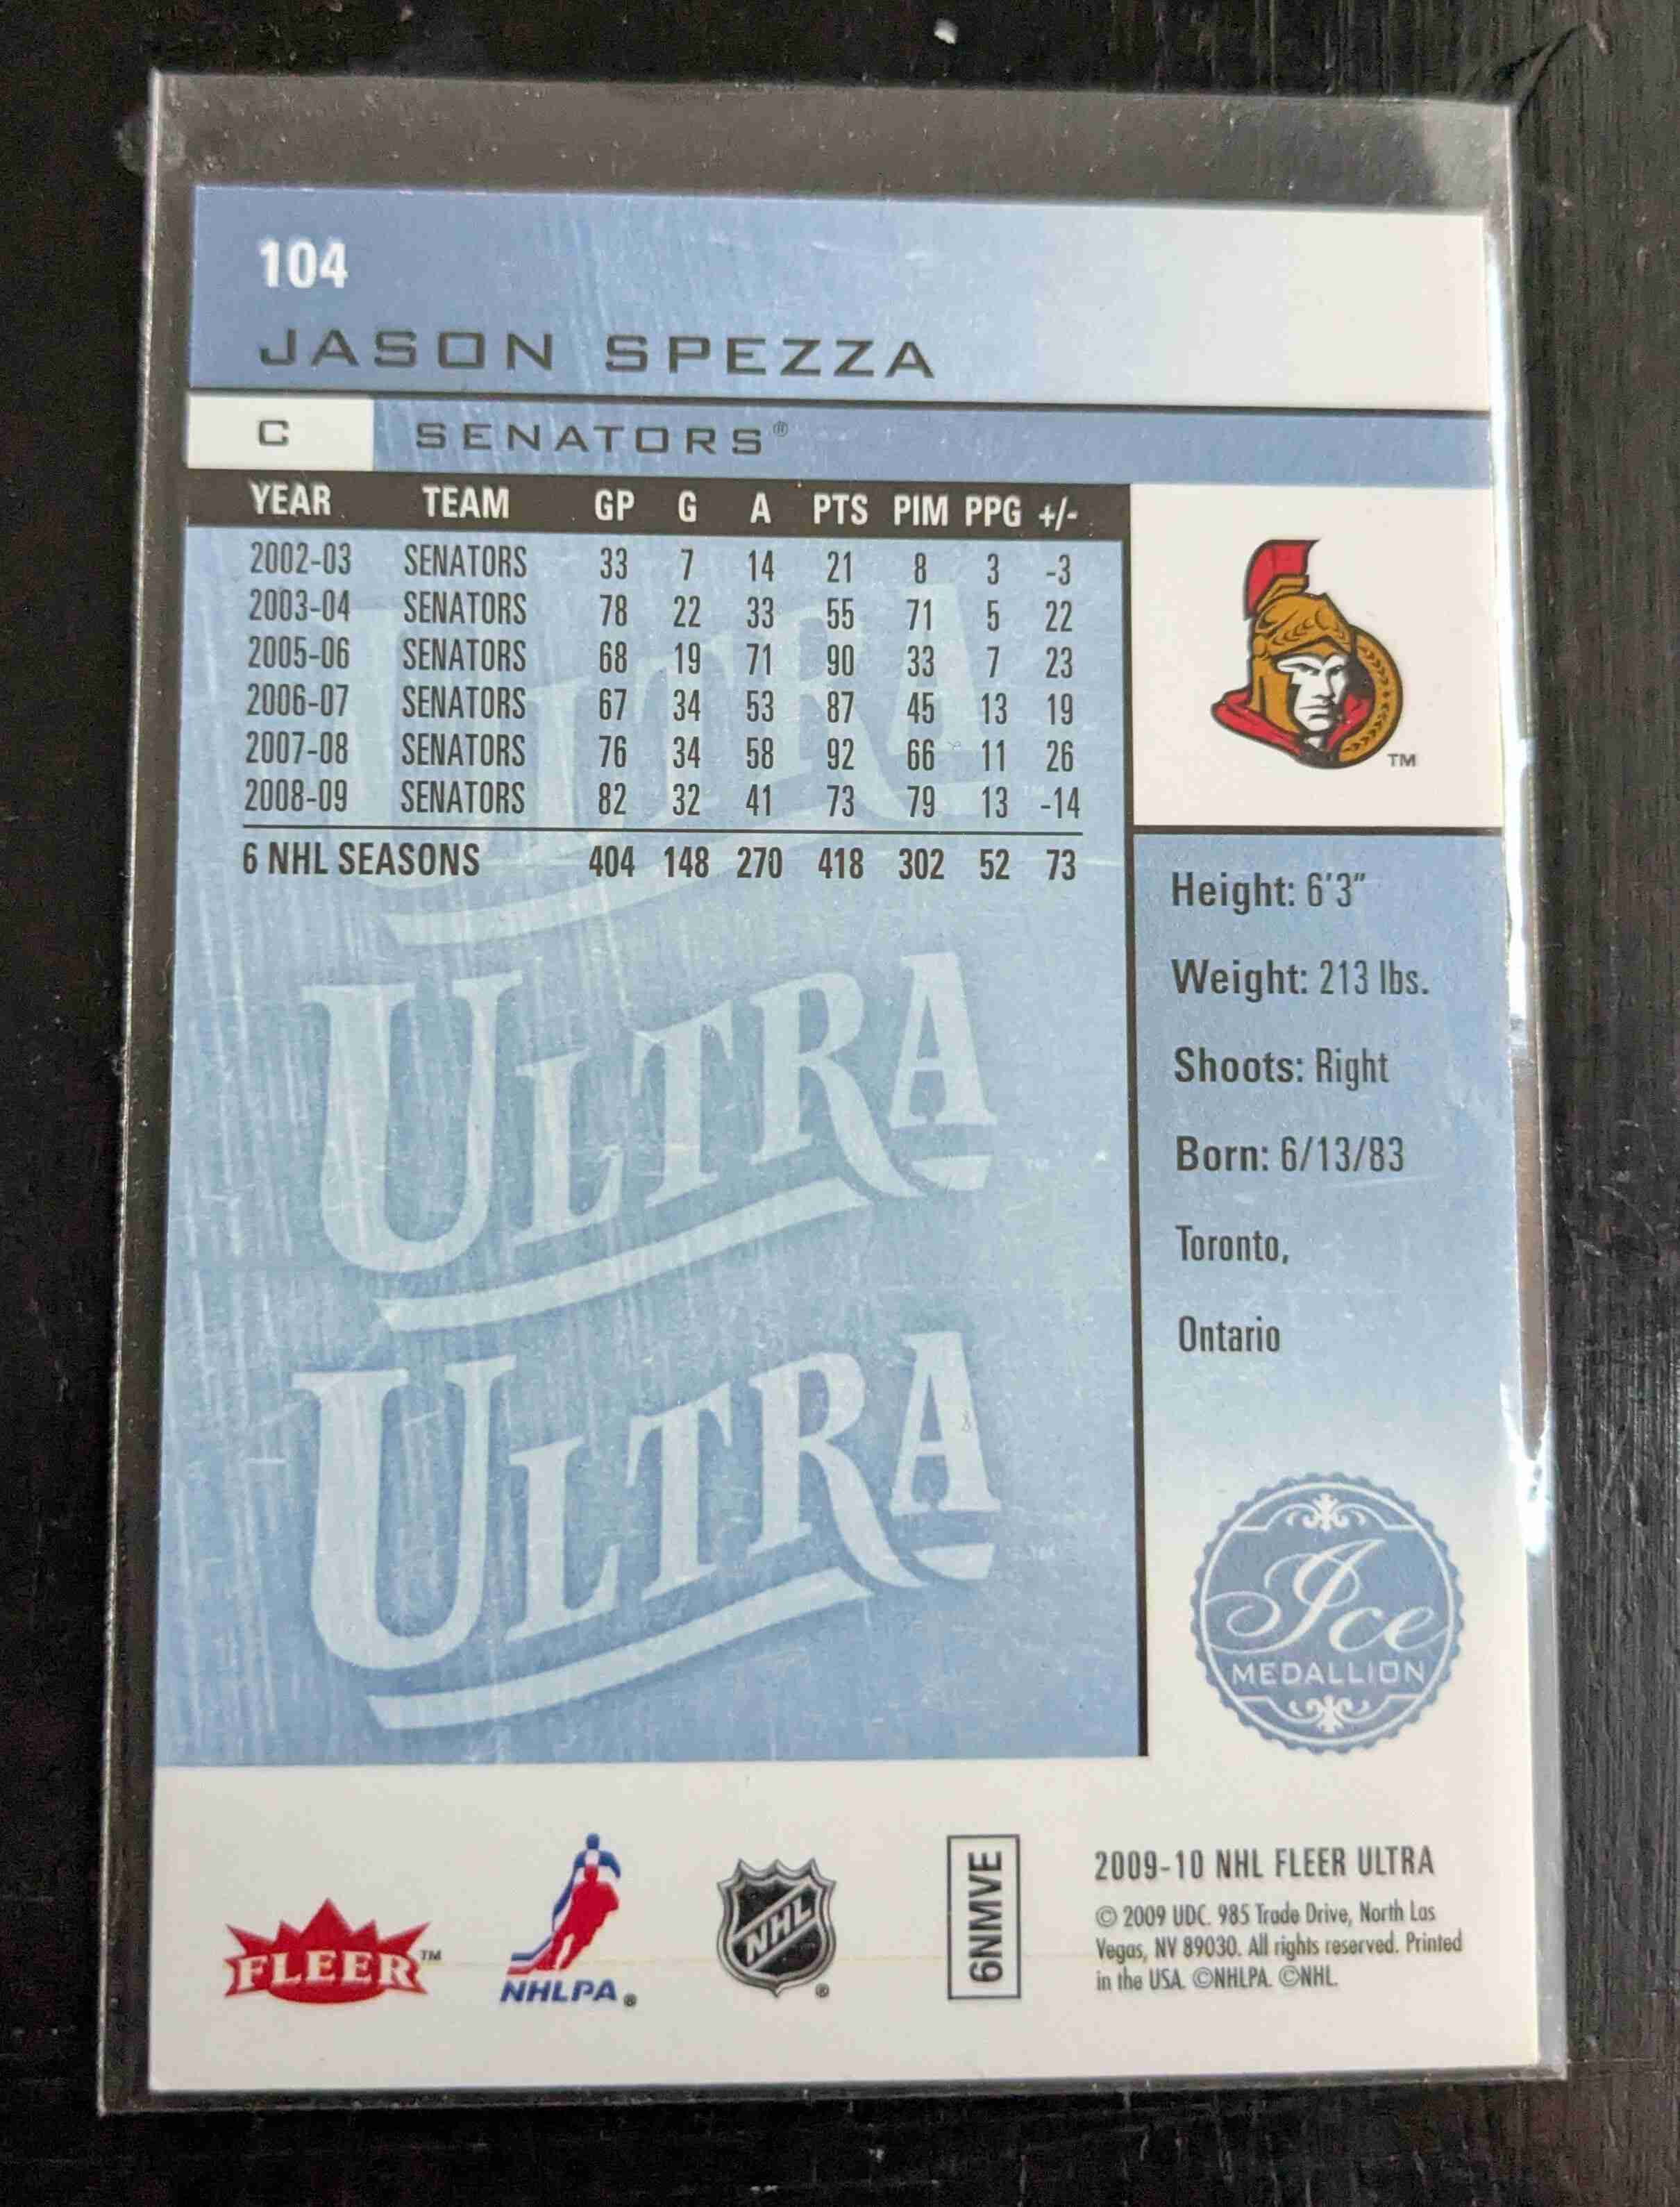 104
JASON SPEZZA
C SENATORS®
YEAR TEAM GP G A PTS PIM PPG +/-
2002-03 SENATORS 33 7 14 21 8 3 -3
2003-04 SENATORS 78 22 33 55 71 5 22
2005-06 SENATORS 68 19 71 90 33 7 23
2006-07 SENATORS 67 34 53 87 45 13 19
2007-08 SENATORS 76 34 58 92 66 11 26
2008-09 SENATORS 82 32 41 73 79 13 -14
6 NHL SEASONS 404 148 270 418 302 52 73
TM
Height: 6'3"
Weight: 213 lbs.
Shoots: Right
Born: 6/13/83
Toronto,
Ontario
ULTRA
ULTRA
ULTRA
Ice
MEDALLION
FLEER™
NHLPA®
NHL®
6NMVE
2009-10 NHL FLEER ULTRA
© 2009 UDC. 985 Trade Drive, North Las
Vegas, NV 89030. All rights reserved. Printed
in the USA. ©NHLPA. ©NHL.